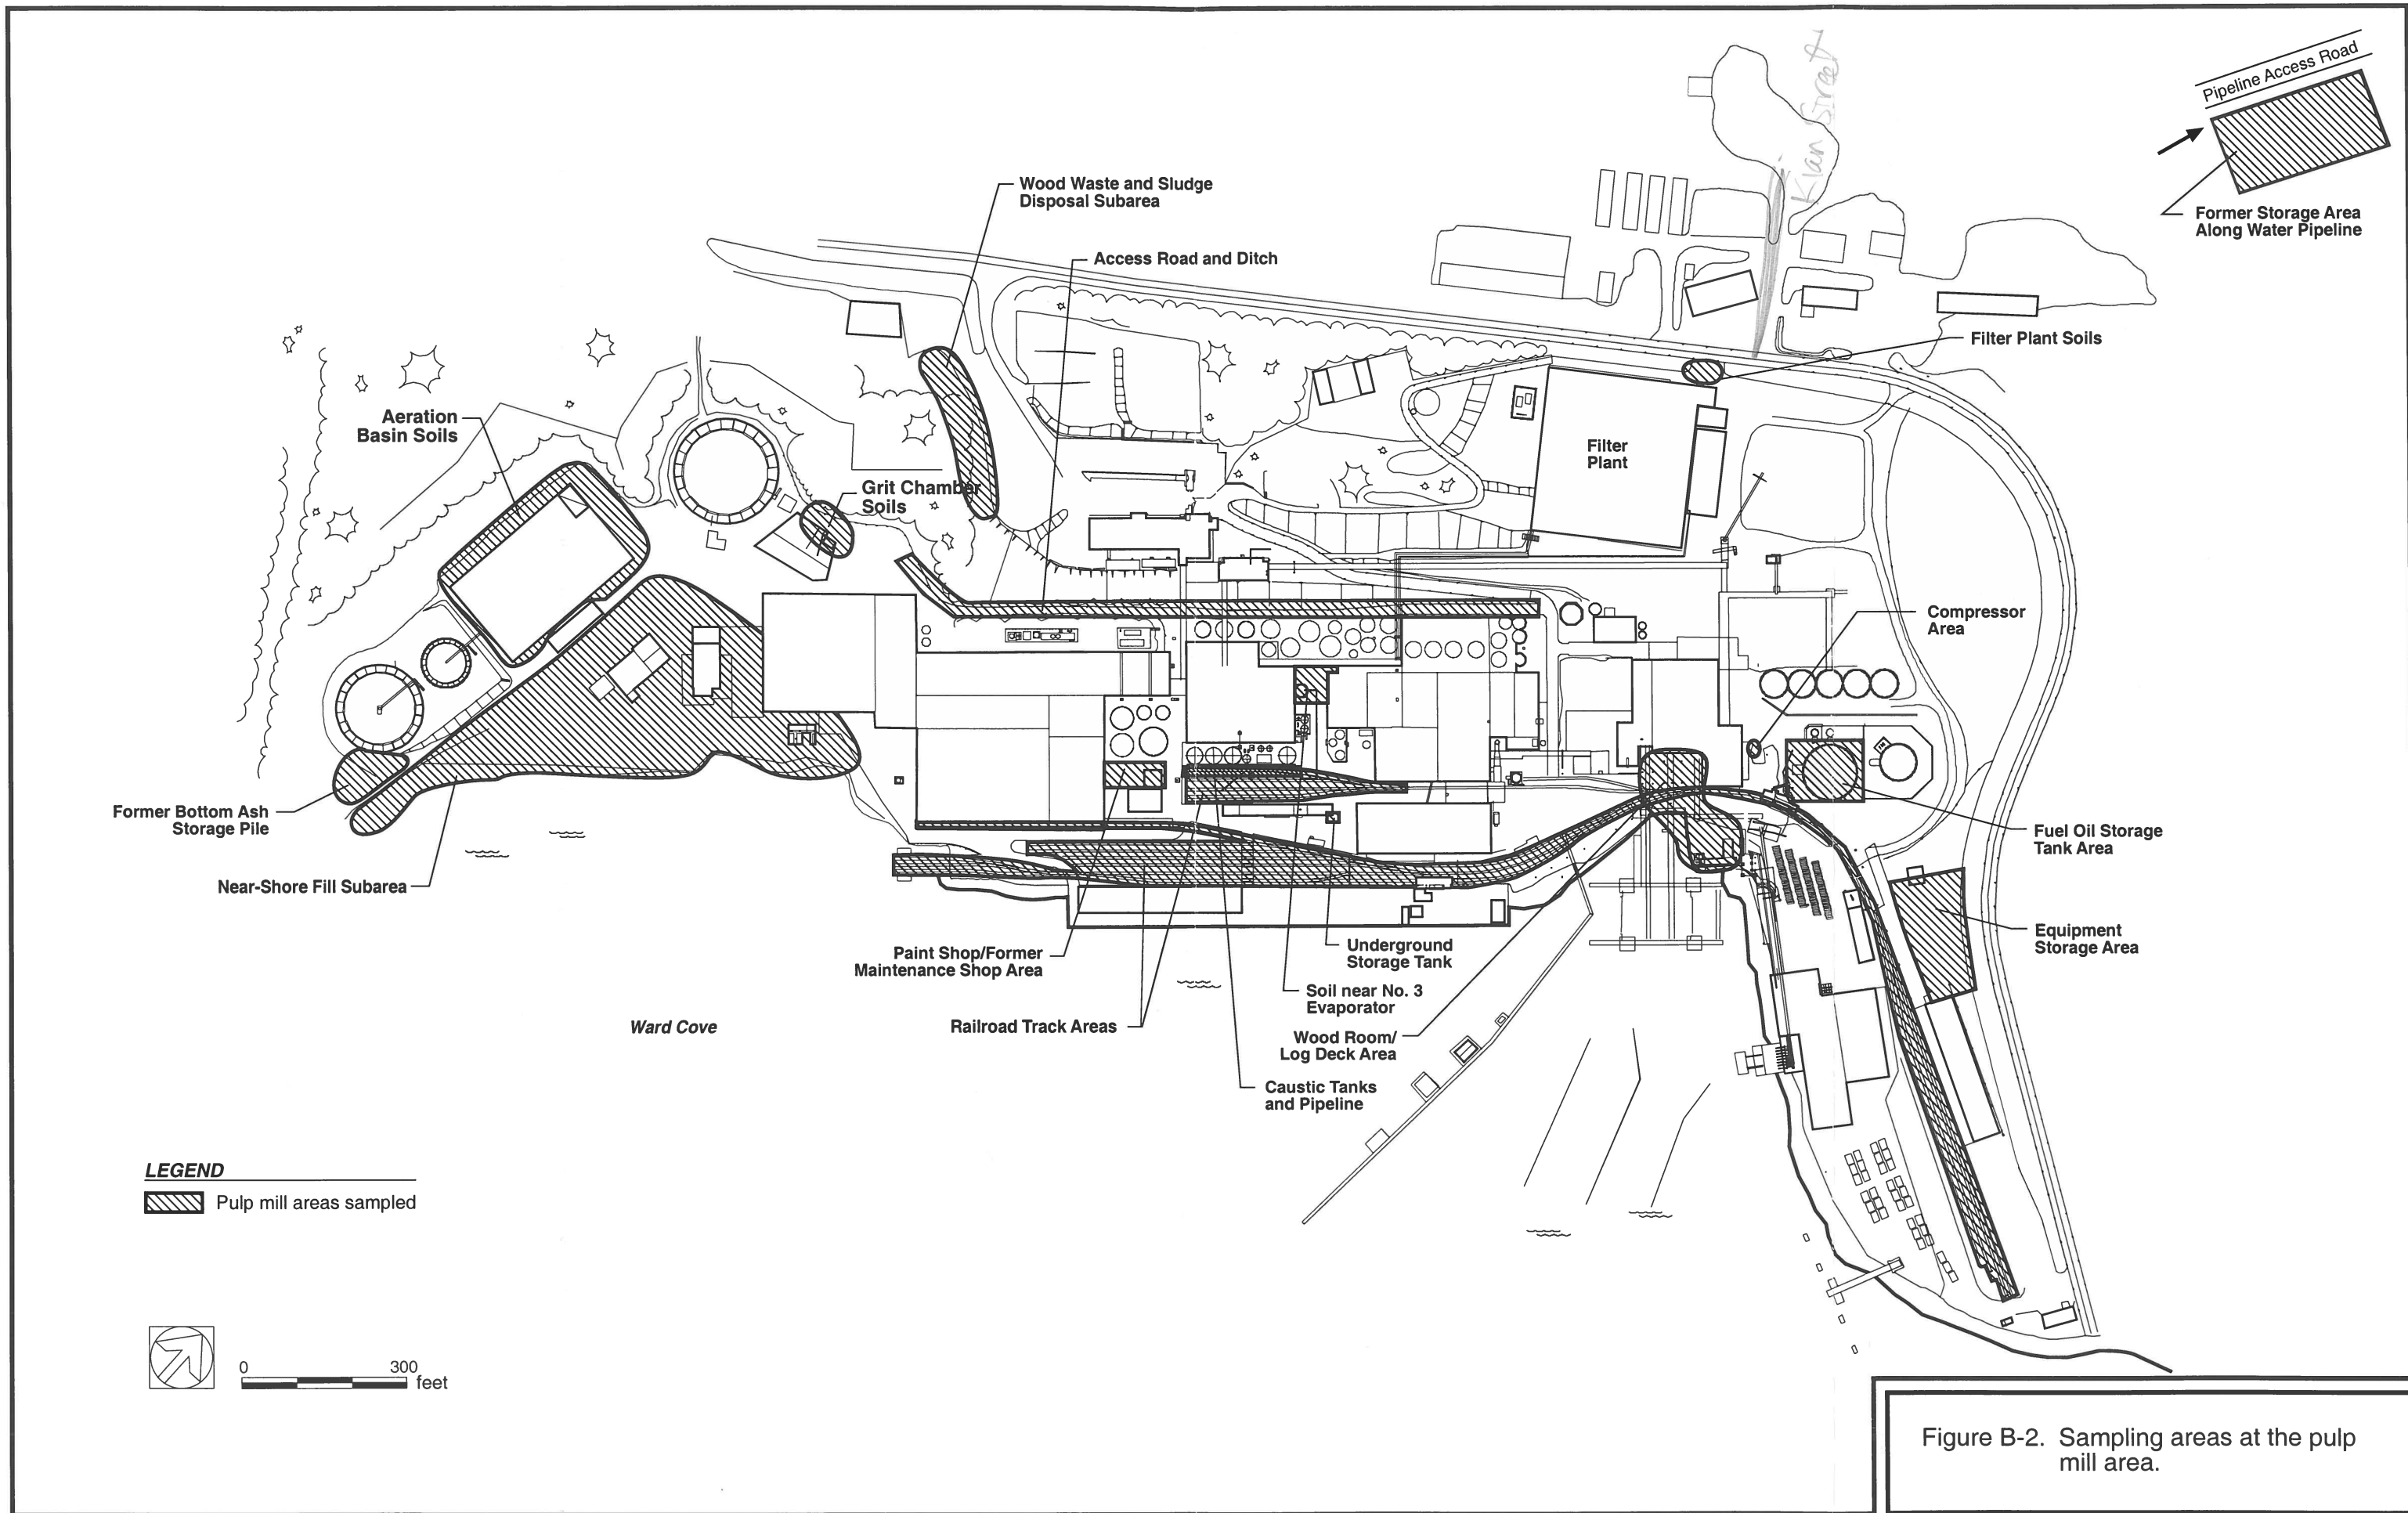 Pipeline Access Road
Klan Street
Former Storage Area
Along Water Pipeline
Wood Waste and Sludge
Disposal Subarea
Access Road and Ditch
Filter Plant Soils
Aeration
Basin Soils
Filter
Plant
Grit Chamber
Soils
Compressor
Area
Former Bottom Ash
Storage Pile
Fuel Oil Storage
Tank Area
Near-Shore Fill Subarea
Equipment
Storage Area
Paint Shop/Former
Maintenance Shop Area
Underground
Storage Tank
Soil near No. 3
Evaporator
Ward Cove
Railroad Track Areas
Wood Room/
Log Deck Area
Caustic Tanks
and Pipeline
LEGEND
Pulp mill areas sampled
0 300
feet
Figure B-2. Sampling areas at the pulp
mill area.